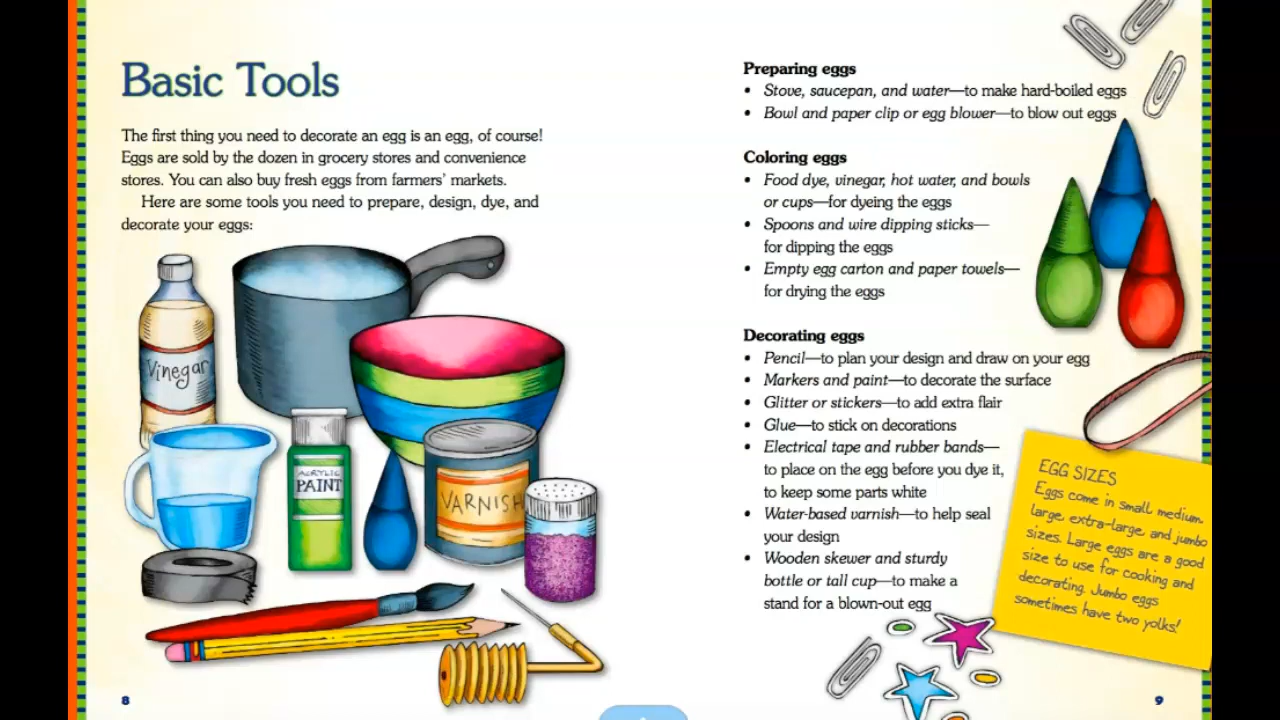 Basic Tools
The first thing you need to decorate an egg is an egg, of course!
Eggs are sold by the dozen in grocery stores and convenience
stores. You can also buy fresh eggs from farmers' markets.
Here are some tools you need to prepare, design, dye, and
decorate your eggs:
Vinegar
ACRYLIC
PAINT
VARNISH
8
Preparing eggs
• Stove, saucepan, and water—to make hard-boiled eggs
• Bowl and paper clip or egg blower—to blow out eggs
Coloring eggs
• Food dye, vinegar, hot water, and bowls
or cups—for dyeing the eggs
• Spoons and wire dipping sticks—
for dipping the eggs
• Empty egg carton and paper towels—
for drying the eggs
Decorating eggs
• Pencil—to plan your design and draw on your egg
• Markers and paint—to decorate the surface
• Glitter or stickers—to add extra flair
• Glue—to stick on decorations
• Electrical tape and rubber bands—
to place on the egg before you dye it,
to keep some parts white
• Water-based varnish—to help seal
your design
• Wooden skewer and sturdy
bottle or tall cup—to make a
stand for a blown-out egg
EGG SIZES
Eggs come in small, medium,
large, extra-large, and jumbo
sizes. Large eggs are a good
size to use for cooking and
decorating. Jumbo eggs
sometimes have two yolks!
9